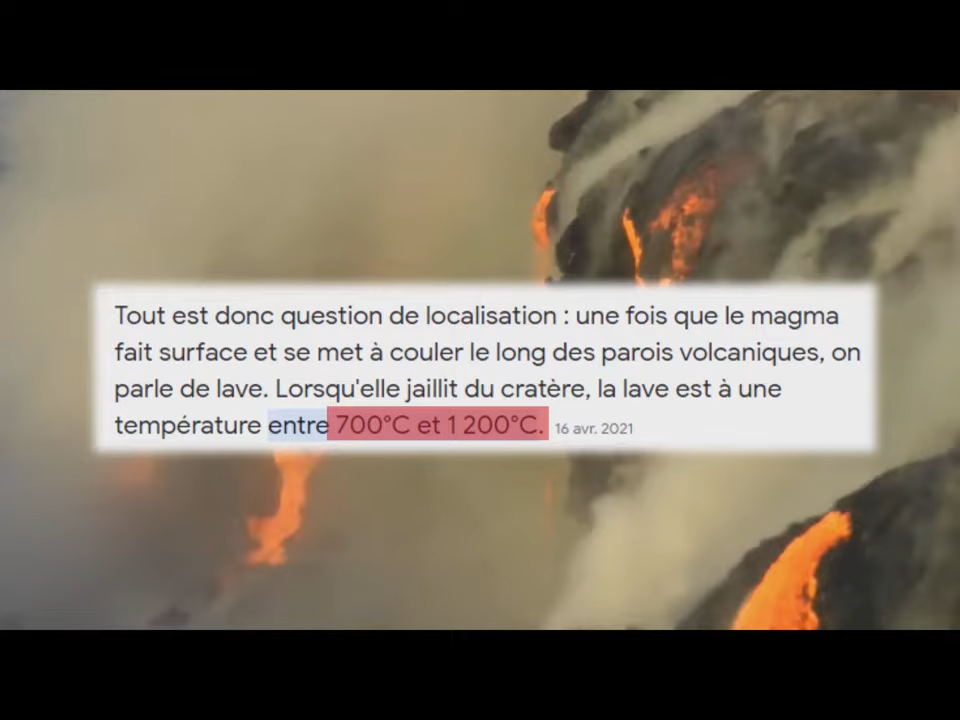 Tout est donc question de localisation : une fois que le magma
fait surface et se met à couler le long des parois volcaniques, on
parle de lave. Lorsqu'elle jaillit du cratère, la lave est à une
température entre 700°C et 1 200°C. 16 avr. 2021